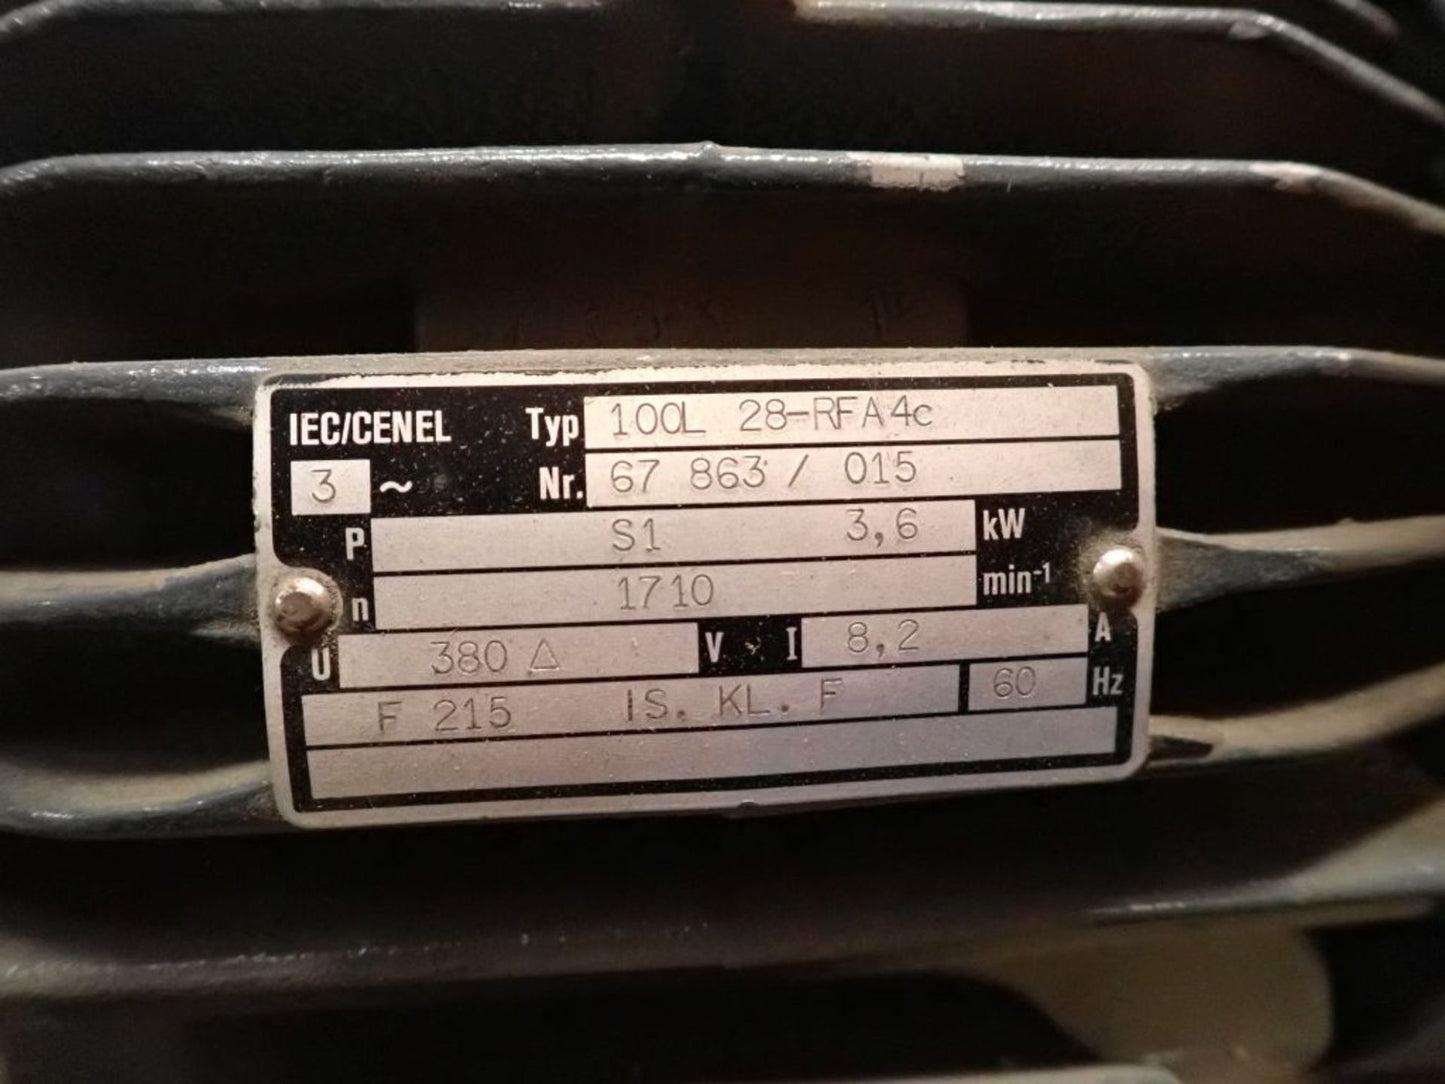 IEC/CENEL Typ 100L 28-RFA4c
3 ~ Nr. 67 863 / 015
P S1 3,6 kW
n 1710 min⁻¹
U 380 △ V I 8,2 A
F 215 IS. KL. F 60 Hz